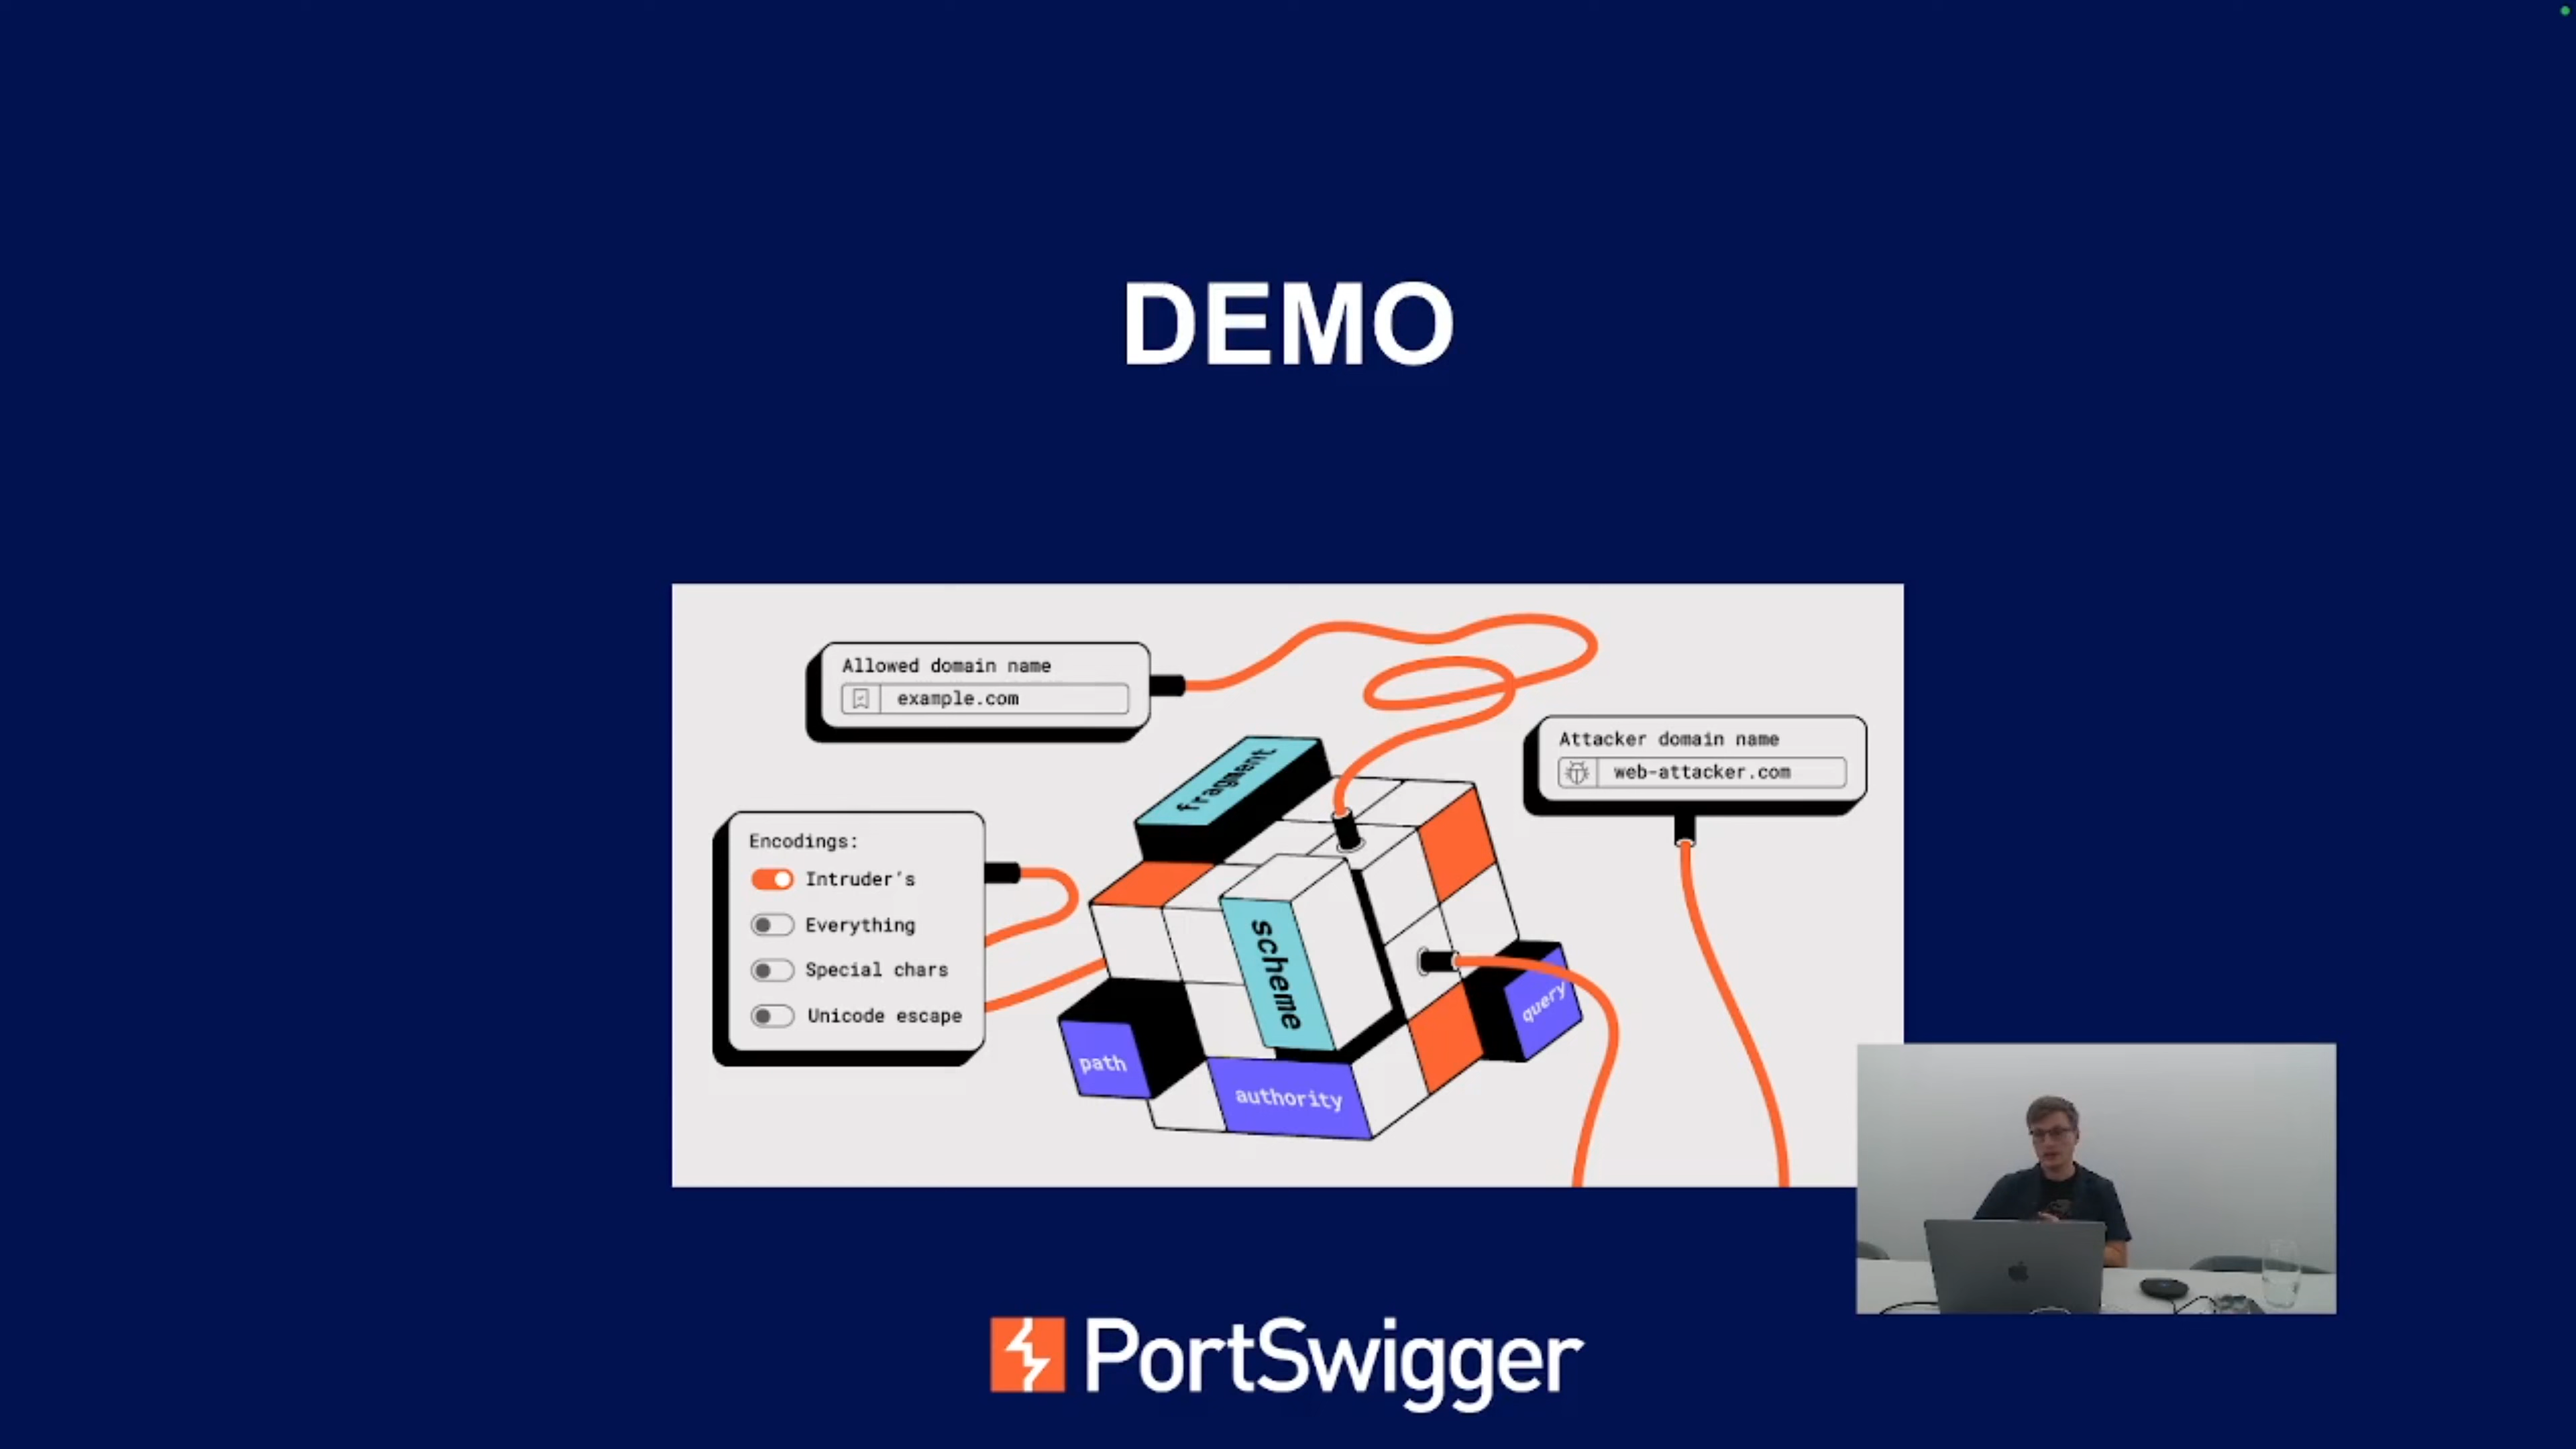 DEMO
Allowed domain name
example.com
Attacker domain name
web-attacker.com
Encodings:
Intruder's
Everything
Special chars
Unicode escape
fragment
scheme
path
authority
query
PortSwigger